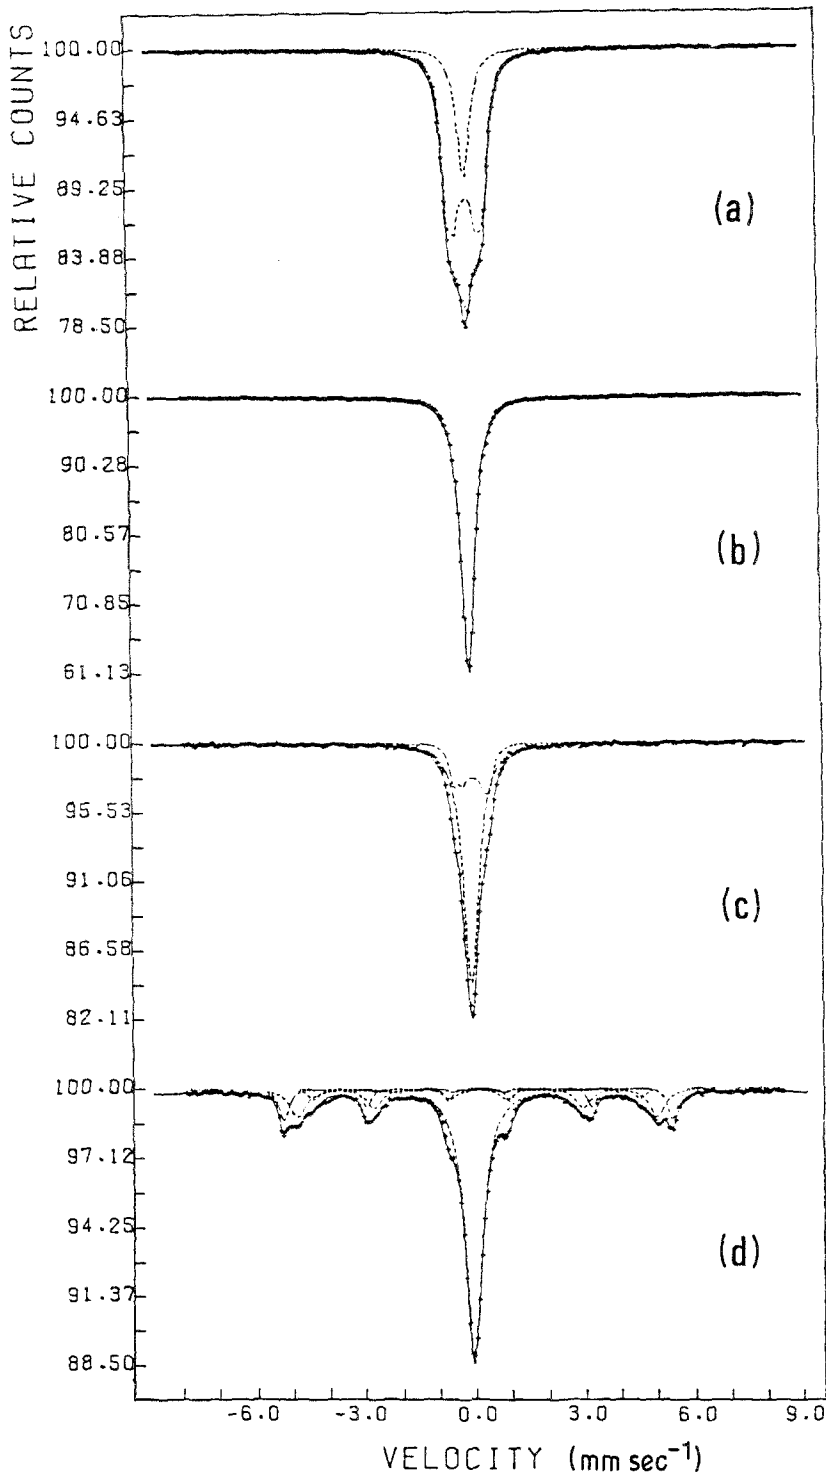 RELATIVE COUNTS
100.00
94.63
89.25
83.88
78.50
(a)
100.00
90.28
80.57
70.85
61.13
(b)
100.00
95.53
91.06
86.58
82.11
(c)
100.00
97.12
94.25
91.37
88.50
(d)
-6.0 -3.0 0.0 3.0 6.0 9.0
VELOCITY (mm sec⁻¹)